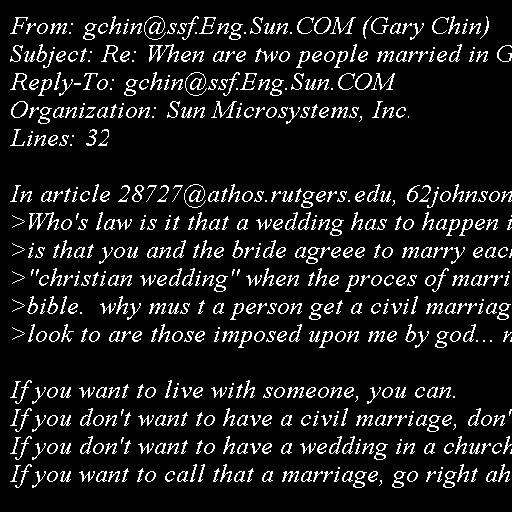 From: gchin@ssf.Eng.Sun.COM (Gary Chin)
Subject: Re: When are two people married in G
Reply-To: gchin@ssf.Eng.Sun.COM
Organization: Sun Microsystems, Inc.
Lines: 32
In article 28727@athos.rutgers.edu, 62johnson
>Who's law is it that a wedding has to happen i
>is that you and the bride agreee to marry each
>"christian wedding" when the proces of marri
>bible.  why mus t a person get a civil marriag
>look to are those imposed upon me by god... n
If you want to live with someone, you can.
If you don't want to have a civil marriage, don'
If you don't want to have a wedding in a church
If you want to call that a marriage, go right ah